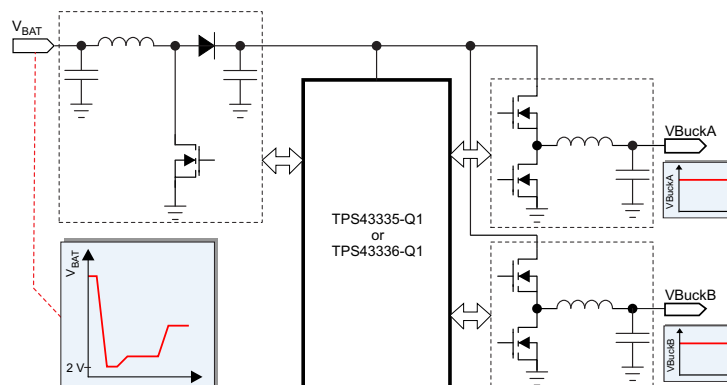 VBAT
VBuckA
VBuckA
TPS43335-Q1
or
TPS43336-Q1
VBAT
2 V
VBuckB
VBuckB